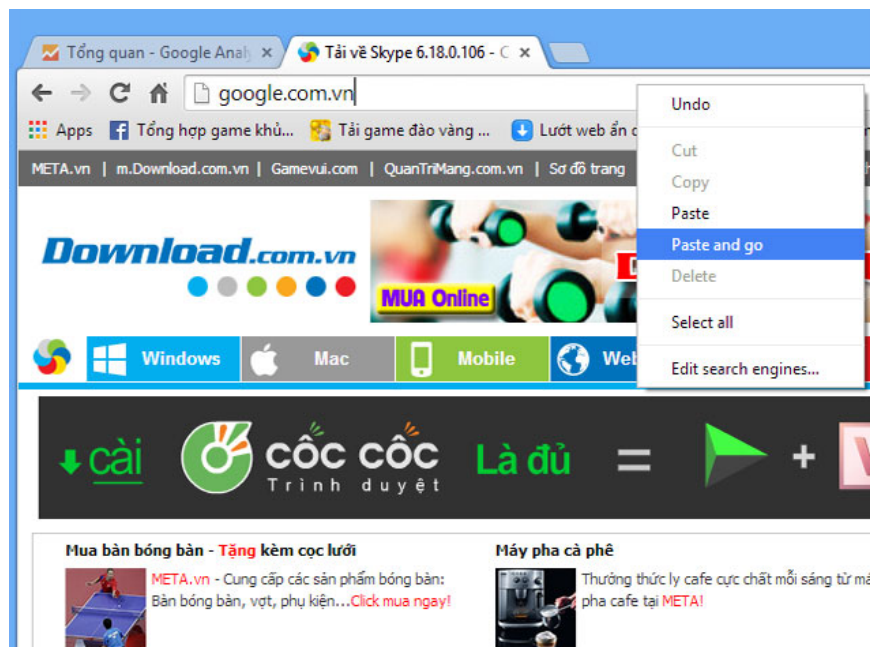 Tổng quan - Google Analy
Tải về Skype 6.18.0.106 - C
google.com.vn
Apps
Tổng hợp game khủ...
Tải game đào vàng ...
Lướt web ẩn
META.vn | m.Download.com.vn | Gamevui.com | QuanTriMang.com.vn | Sơ đồ trang
Undo
Cut
Copy
Paste
Paste and go
Delete
Select all
Edit search engines...
Download.com.vn
MUA Online
Windows
Mac
Mobile
Web
cài
cốc cốc
Trình duyệt
Là đủ = +
Mua bàn bóng bàn - Tặng kèm cọc lưới
META.vn - Cung cấp các sản phẩm bóng bàn:
Bàn bóng bàn, vợt, phụ kiện...Click mua ngay!
Máy pha cà phê
Thưởng thức ly cafe cực chất mỗi sáng từ má
pha cafe tại META!